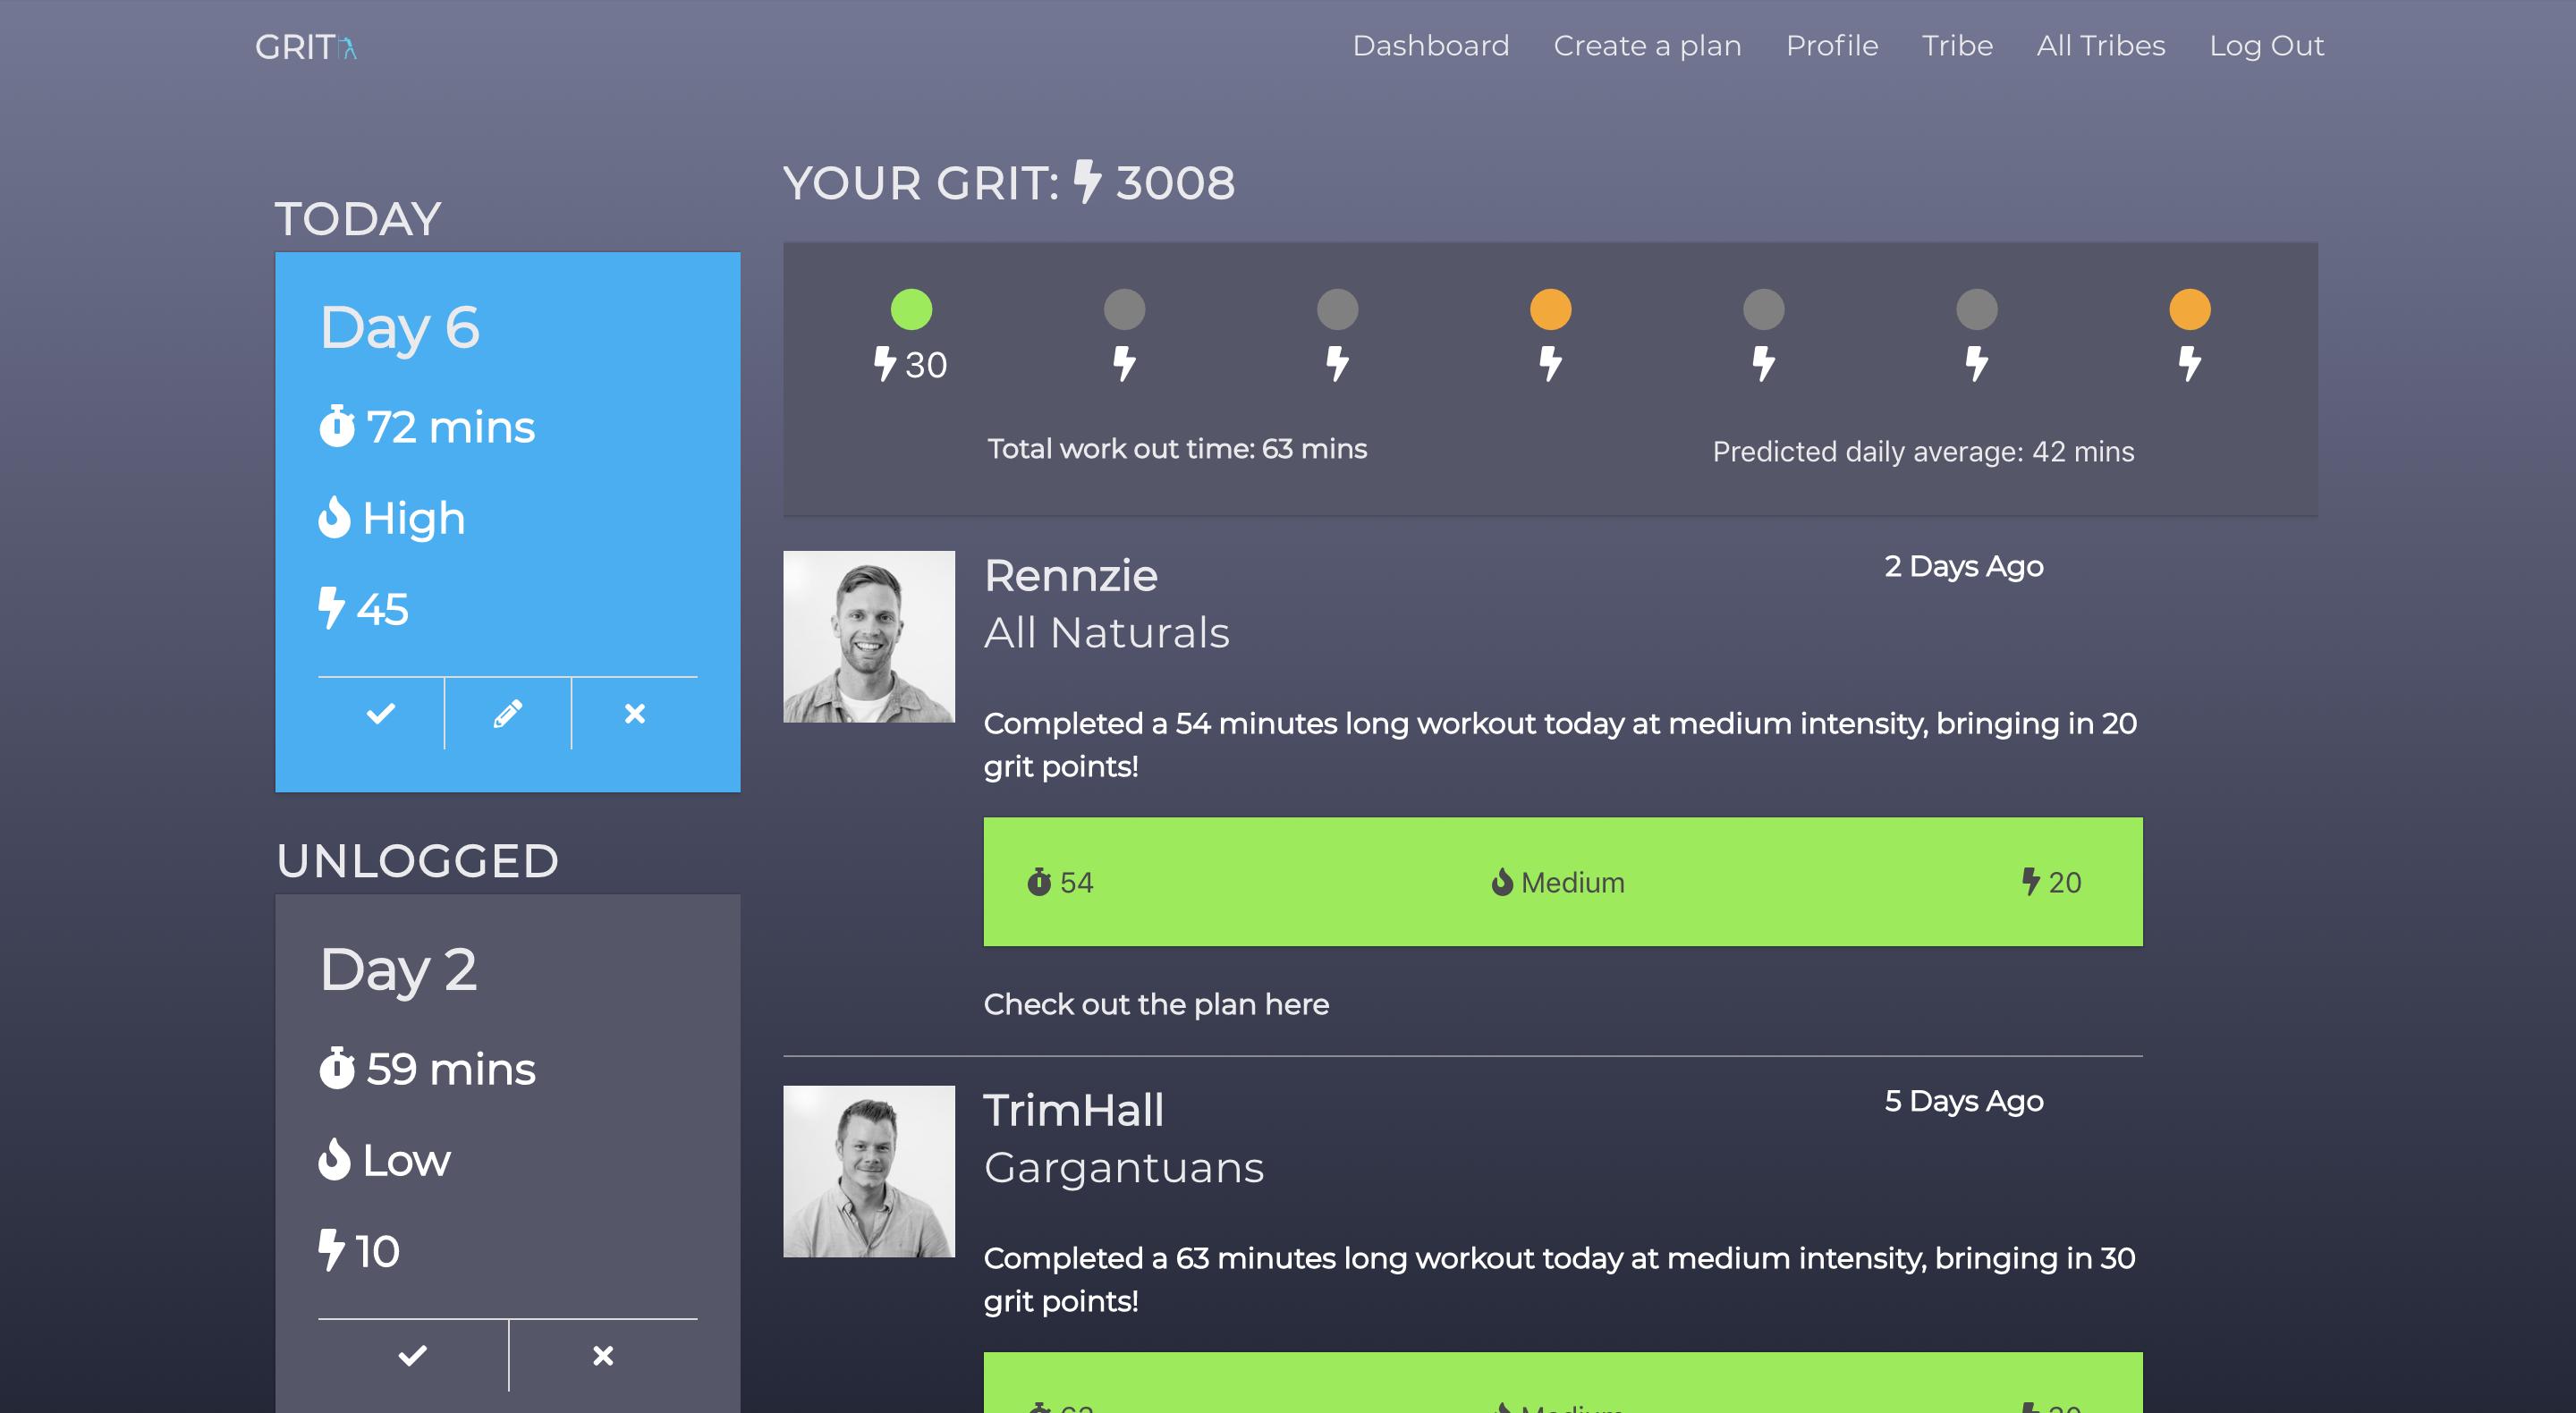 GRIT
Dashboard Create a plan Profile Tribe All Tribes Log Out
TODAY
Day 6
72 mins
High
45
UNLOGGED
Day 2
59 mins
Low
10
YOUR GRIT: 3008
30
Total work out time: 63 mins
Predicted daily average: 42 mins
Rennzie
2 Days Ago
All Naturals
Completed a 54 minutes long workout today at medium intensity, bringing in 20
grit points!
54 Medium 20
Check out the plan here
TrimHall
5 Days Ago
Gargantuans
Completed a 63 minutes long workout today at medium intensity, bringing in 30
grit points!